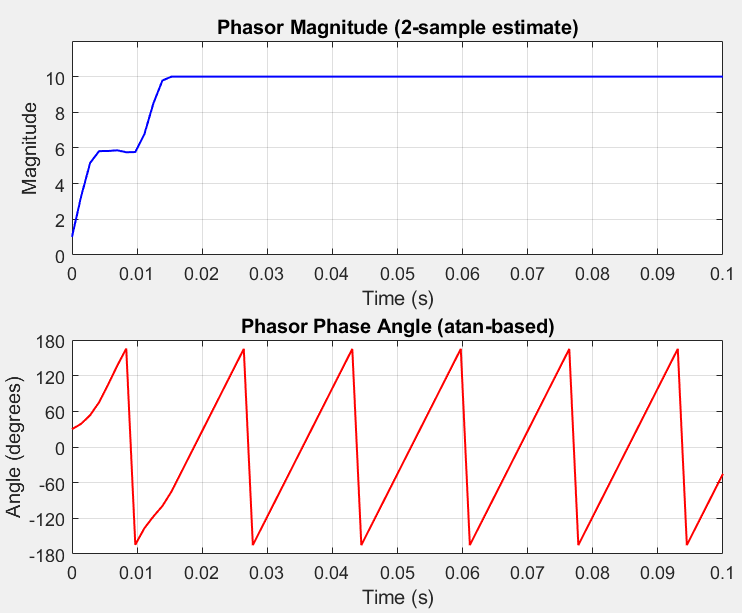 Phasor Magnitude (2-sample estimate)
10
8
6
4
2
0
Magnitude
0 0.01 0.02 0.03 0.04 0.05 0.06 0.07 0.08 0.09 0.1
Time (s)
Phasor Phase Angle (atan-based)
180
120
60
0
-60
-120
-180
Angle (degrees)
0 0.01 0.02 0.03 0.04 0.05 0.06 0.07 0.08 0.09 0.1
Time (s)